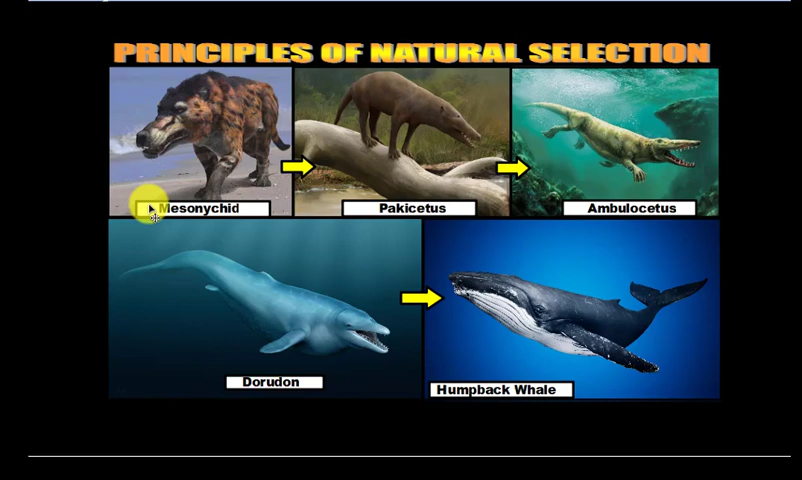 PRINCIPLES OF NATURAL SELECTION
Mesonychid
Pakicetus
Ambulocetus
Dorudon
Humpback Whale